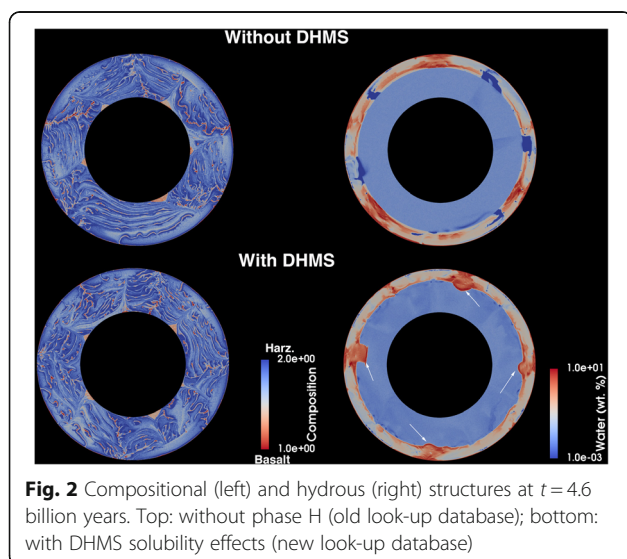 Without DHMS
With DHMS
Harz.
2.0e+00
Composition
1.0e+00
Basalt
1.0e+01
Water (wt. %)
1.0e-03
Fig. 2 Compositional (left) and hydrous (right) structures at t = 4.6
billion years. Top: without phase H (old look-up database); bottom:
with DHMS solubility effects (new look-up database)